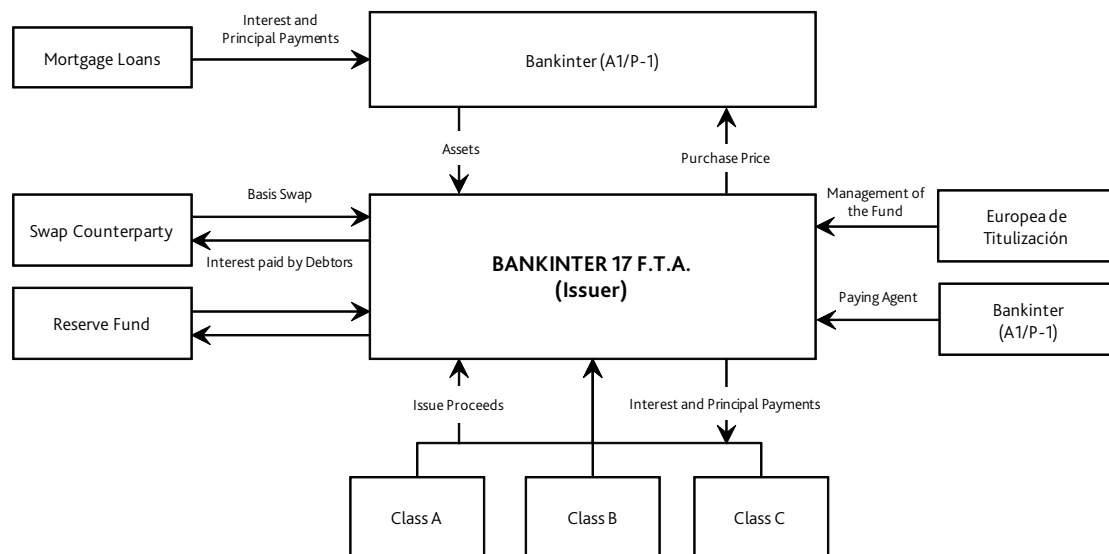 Interest and
Principal Payments
Mortgage Loans
Bankinter (A1/P-1)
Assets
Purchase Price
Basis Swap
Swap Counterparty
Interest paid by Debtors
Management of
the Fund
Europea de
Titulización
BANKINTER 17 F.T.A.
(Issuer)
Reserve Fund
Paying Agent
Bankinter
(A1/P-1)
Issue Proceeds
Interest and Principal Payments
Class A
Class B
Class C